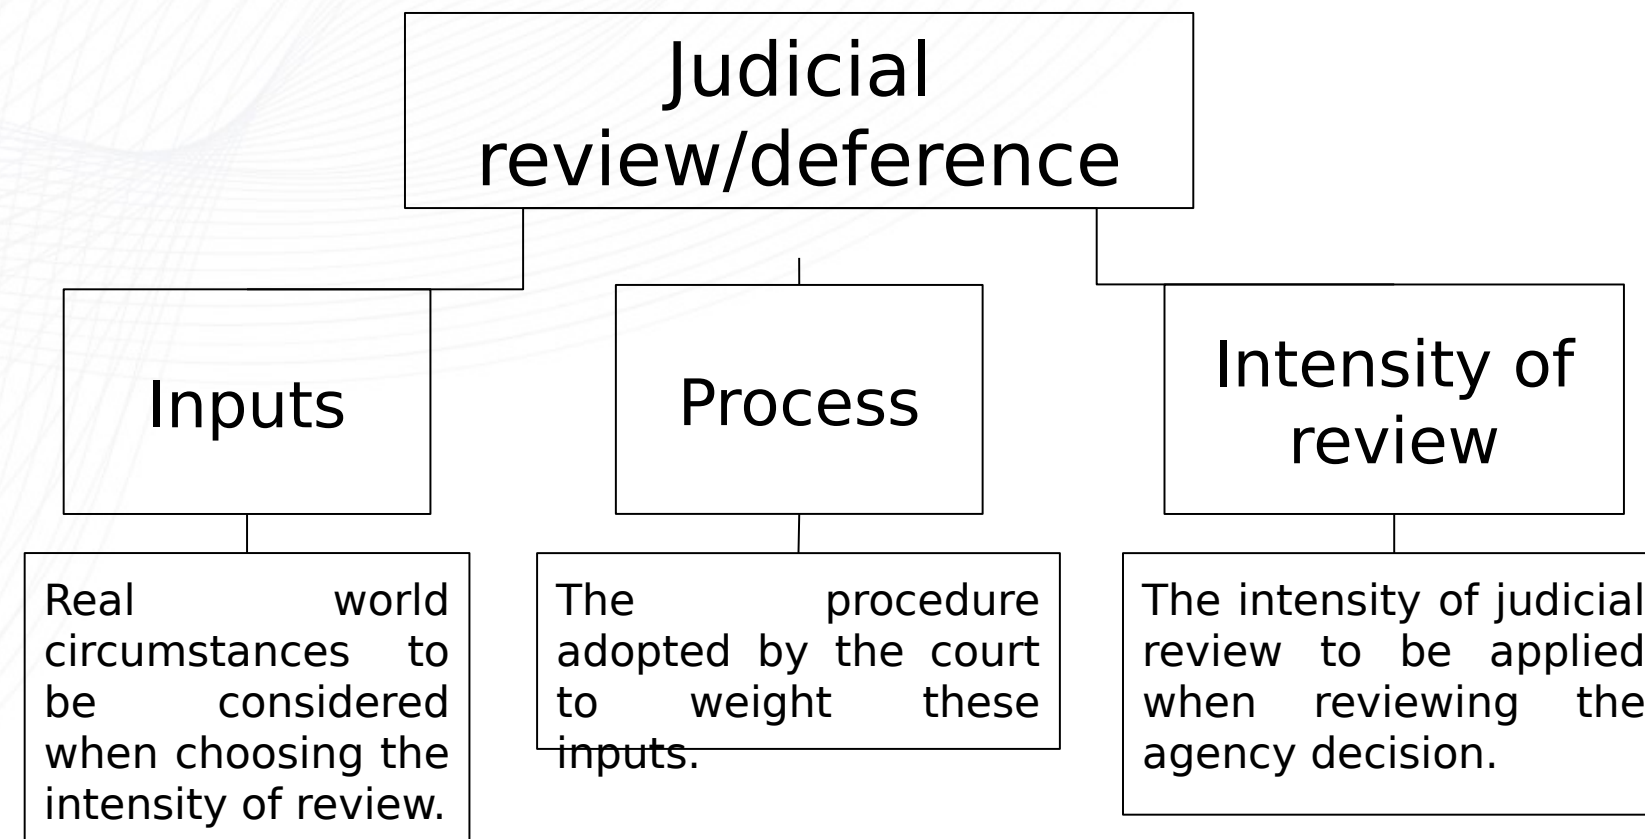 Judicial
review/deference
Inputs
Process
Intensity of
review
Real world
circumstances to
be considered
when choosing the
intensity of review.
The procedure
adopted by the court
to weight these
inputs.
The intensity of judicial
review to be applied
when reviewing the
agency decision.